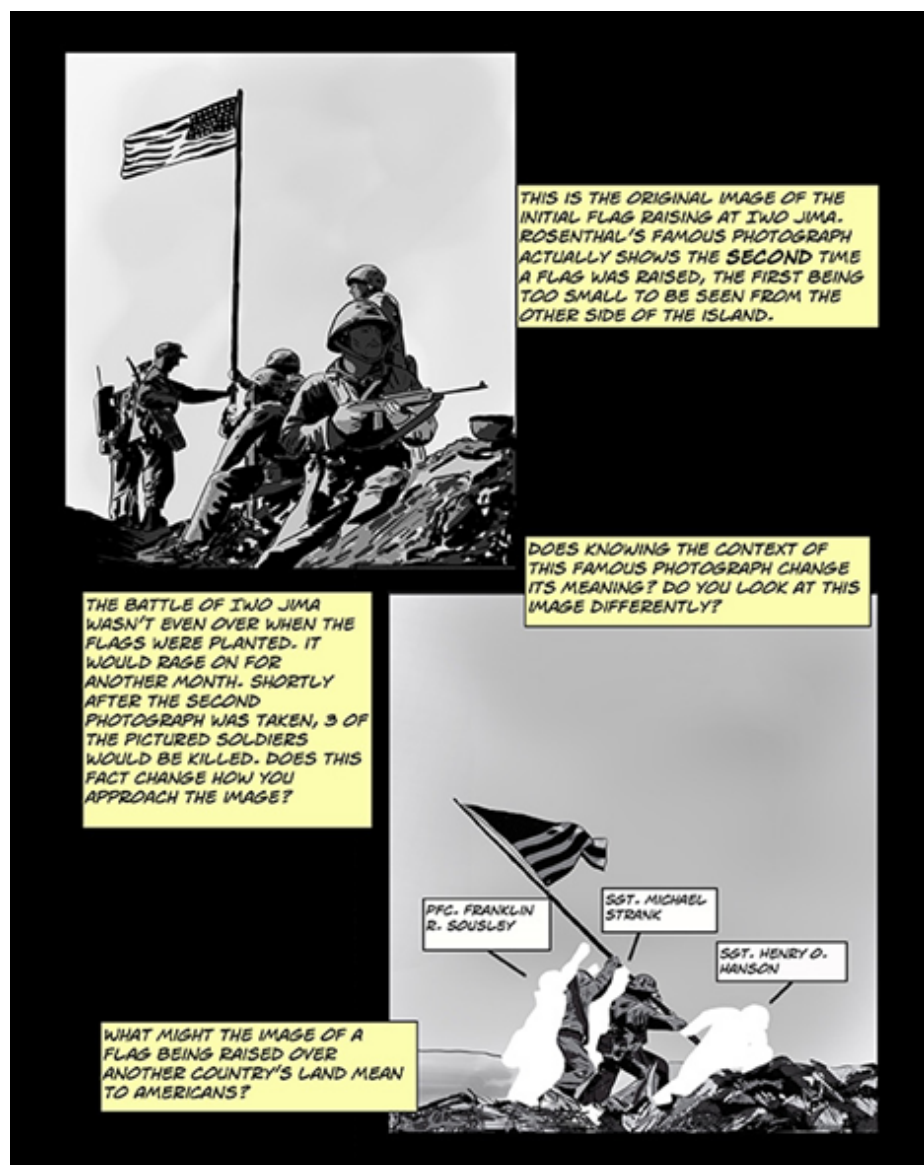 THIS IS THE ORIGINAL IMAGE OF THE
INITIAL FLAG RAISING AT IWO JIMA.
ROSENTHAL'S FAMOUS PHOTOGRAPH
ACTUALLY SHOWS THE SECOND TIME
A FLAG WAS RAISED, THE FIRST BEING
TOO SMALL TO BE SEEN FROM THE
OTHER SIDE OF THE ISLAND.
DOES KNOWING THE CONTEXT OF
THIS FAMOUS PHOTOGRAPH CHANGE
ITS MEANING? DO YOU LOOK AT THIS
IMAGE DIFFERENTLY?
THE BATTLE OF IWO JIMA
WASN'T EVEN OVER WHEN THE
FLAGS WERE PLANTED. IT
WOULD RAGE ON FOR
ANOTHER MONTH. SHORTLY
AFTER THE SECOND
PHOTOGRAPH WAS TAKEN, 3 OF
THE PICTURED SOLDIERS
WOULD BE KILLED. DOES THIS
FACT CHANGE HOW YOU
APPROACH THE IMAGE?
PFC. FRANKLIN
R. SOUSLEY
SGT. MICHAEL
STRANK
SGT. HENRY O.
HANSON
WHAT MIGHT THE IMAGE OF A
FLAG BEING RAISED OVER
ANOTHER COUNTRY'S LAND MEAN
TO AMERICANS?